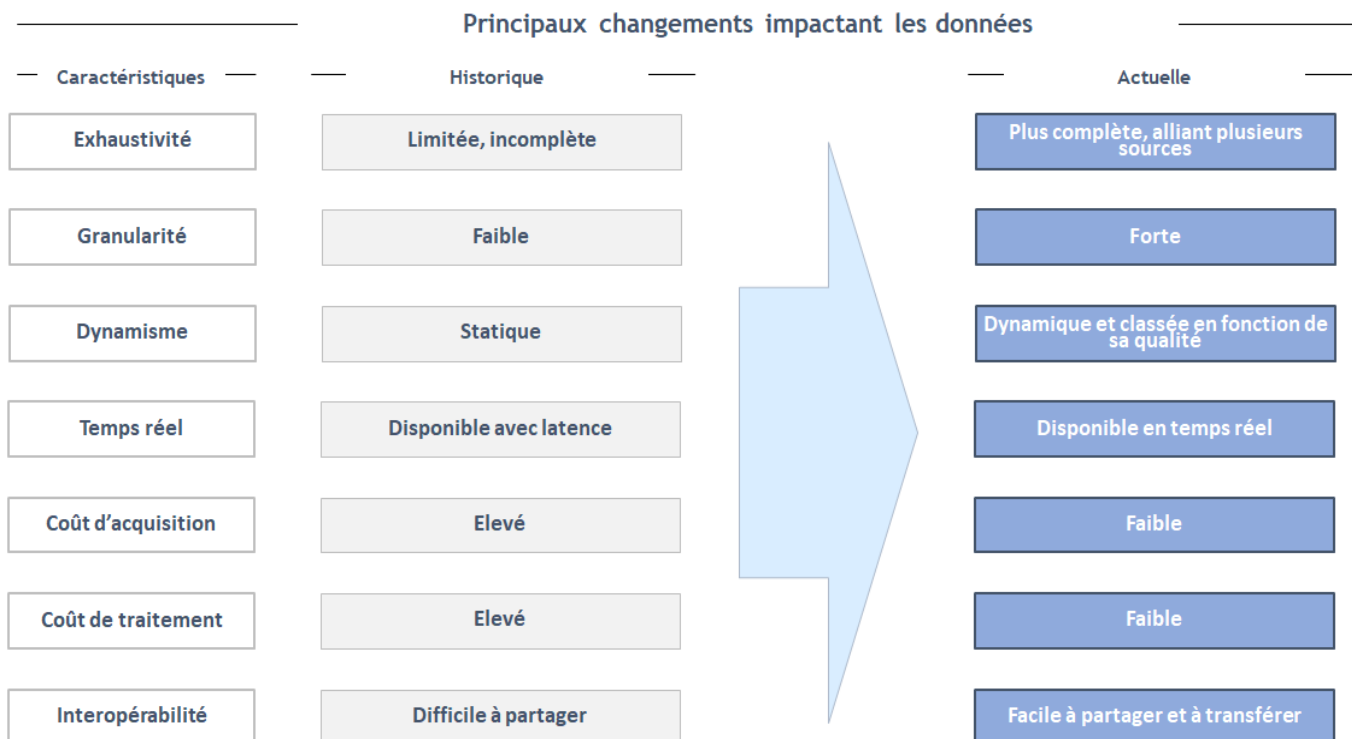 Principaux changements impactant les données
Caractéristiques Historique Actuelle
Exhaustivité Limitée, incomplète Plus complète, alliant plusieurs
sources
Granularité Faible Forte
Dynamisme Statique Dynamique et classée en fonction de
sa qualité
Temps réel Disponible avec latence Disponible en temps réel
Coût d’acquisition Elevé Faible
Coût de traitement Elevé Faible
Interopérabilité Difficile à partager Facile à partager et à transférer